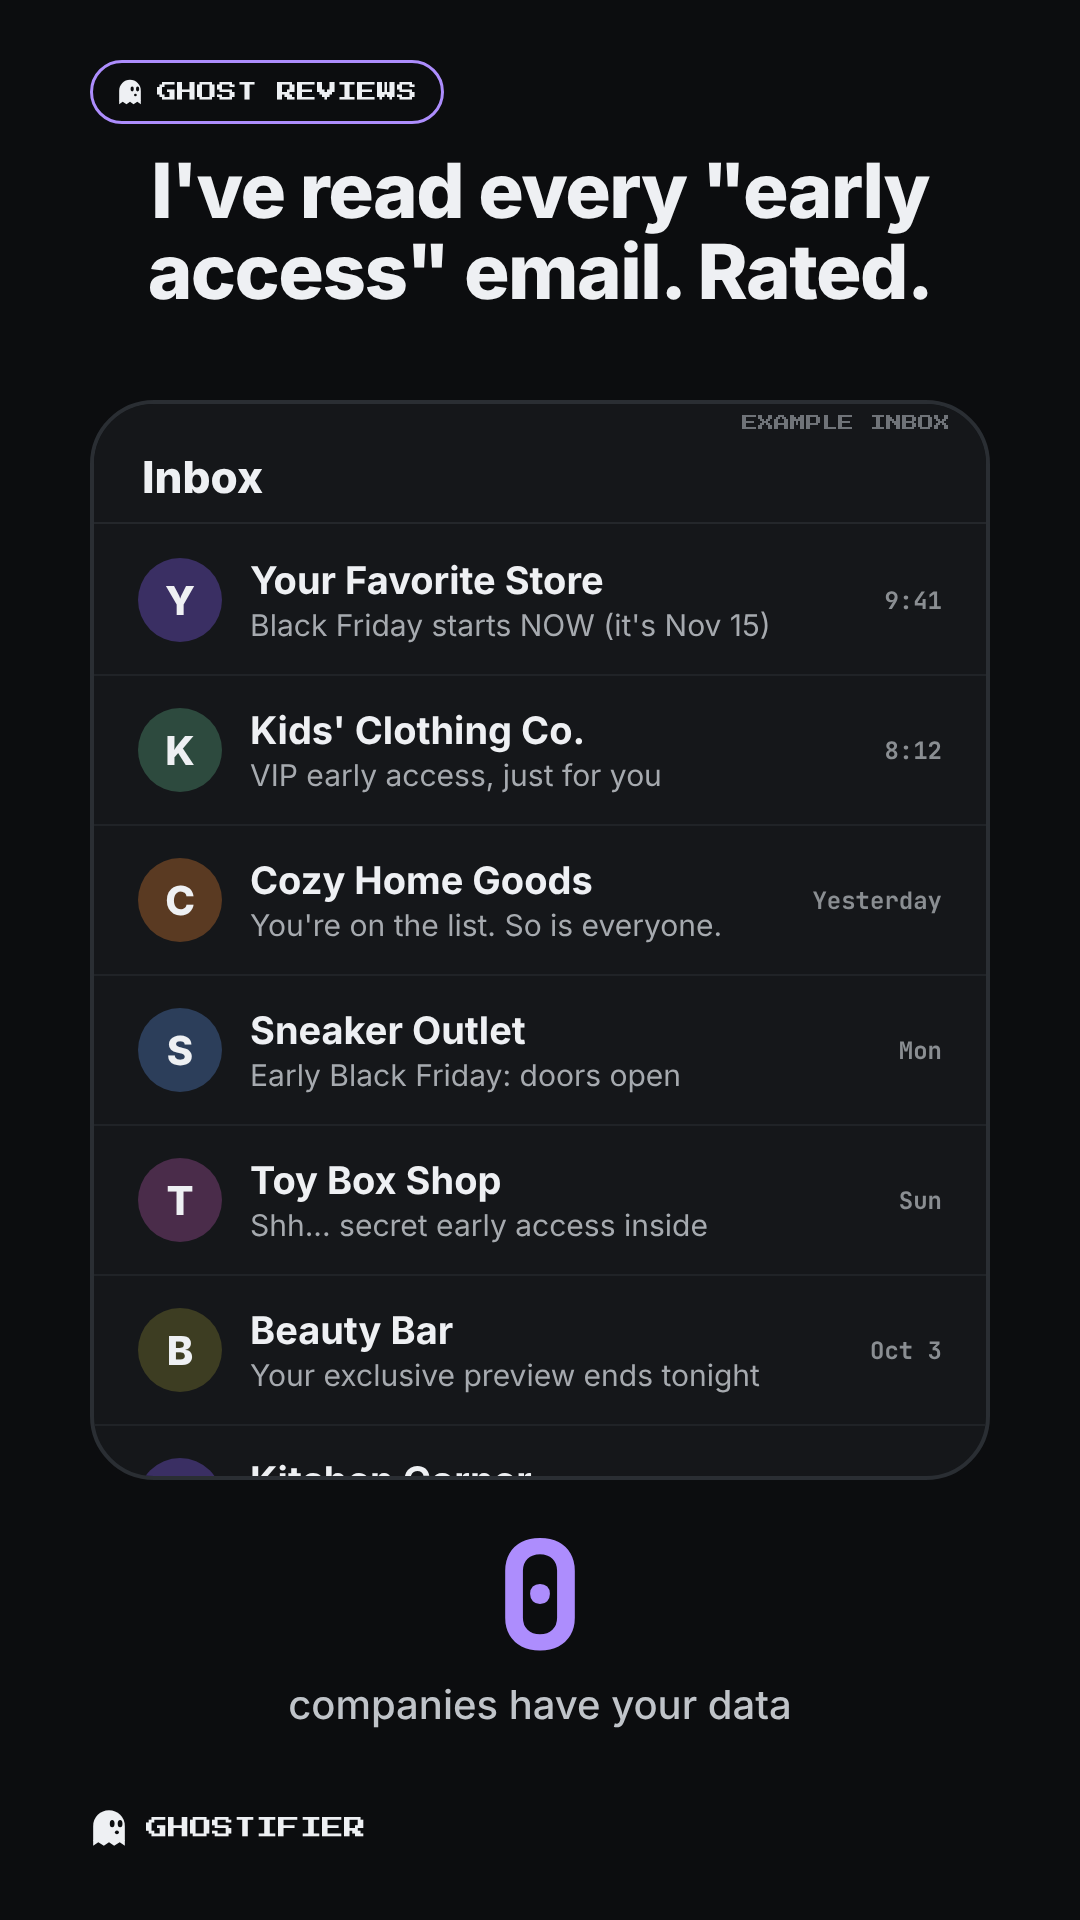 GHOST REVIEWS
I've read every "early
access" email. Rated.
EXAMPLE INBOX
Inbox
Y
Your Favorite Store
Black Friday starts NOW (it's Nov 15)
9:41
K
Kids' Clothing Co.
VIP early access, just for you
8:12
C
Cozy Home Goods
You're on the list. So is everyone.
Yesterday
S
Sneaker Outlet
Early Black Friday: doors open
Mon
T
Toy Box Shop
Shh... secret early access inside
Sun
B
Beauty Bar
Your exclusive preview ends tonight
Oct 3
Kitchen Corner
0
companies have your data
GHOSTIFIER